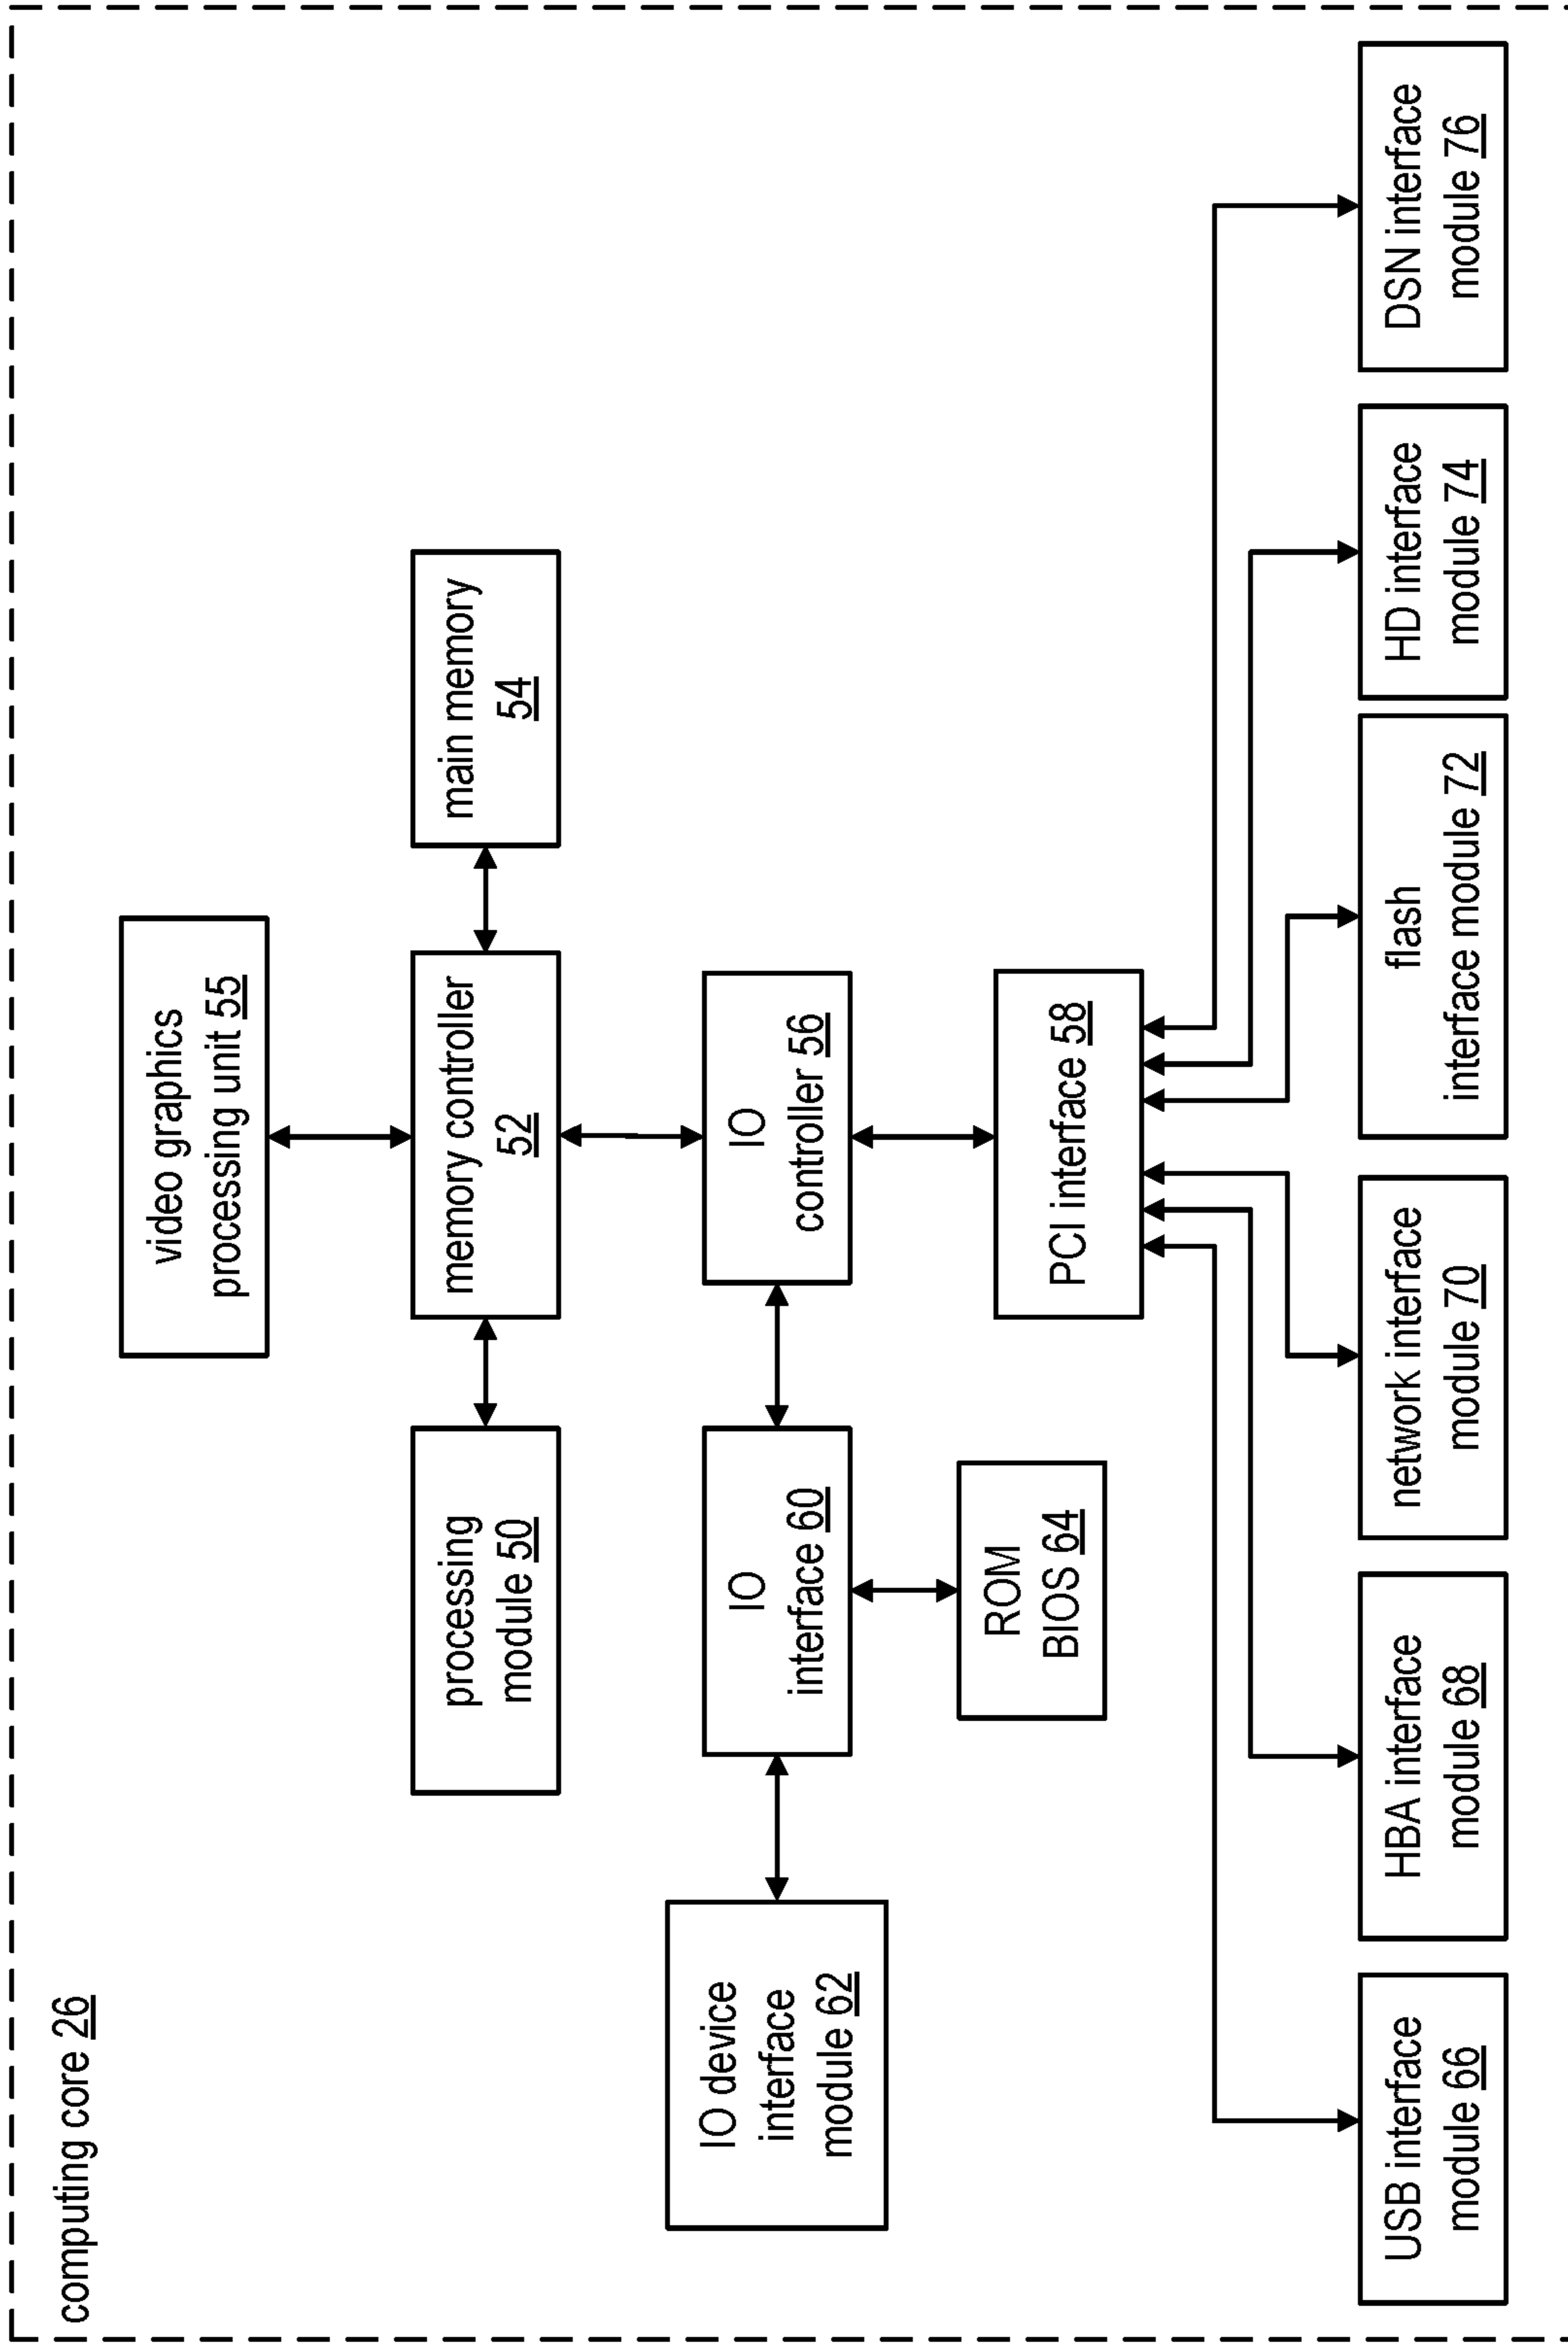 computing core 26
video graphics
processing unit 55
processing
module 50
memory controller
52
main memory
54
IO device
interface
module 62
IO
interface 60
IO
controller 56
ROM
BIOS 64
PCI interface 58
USB interface
module 66
HBA interface
module 68
network interface
module 70
flash
interface module 72
HD interface
module 74
DSN interface
module 76